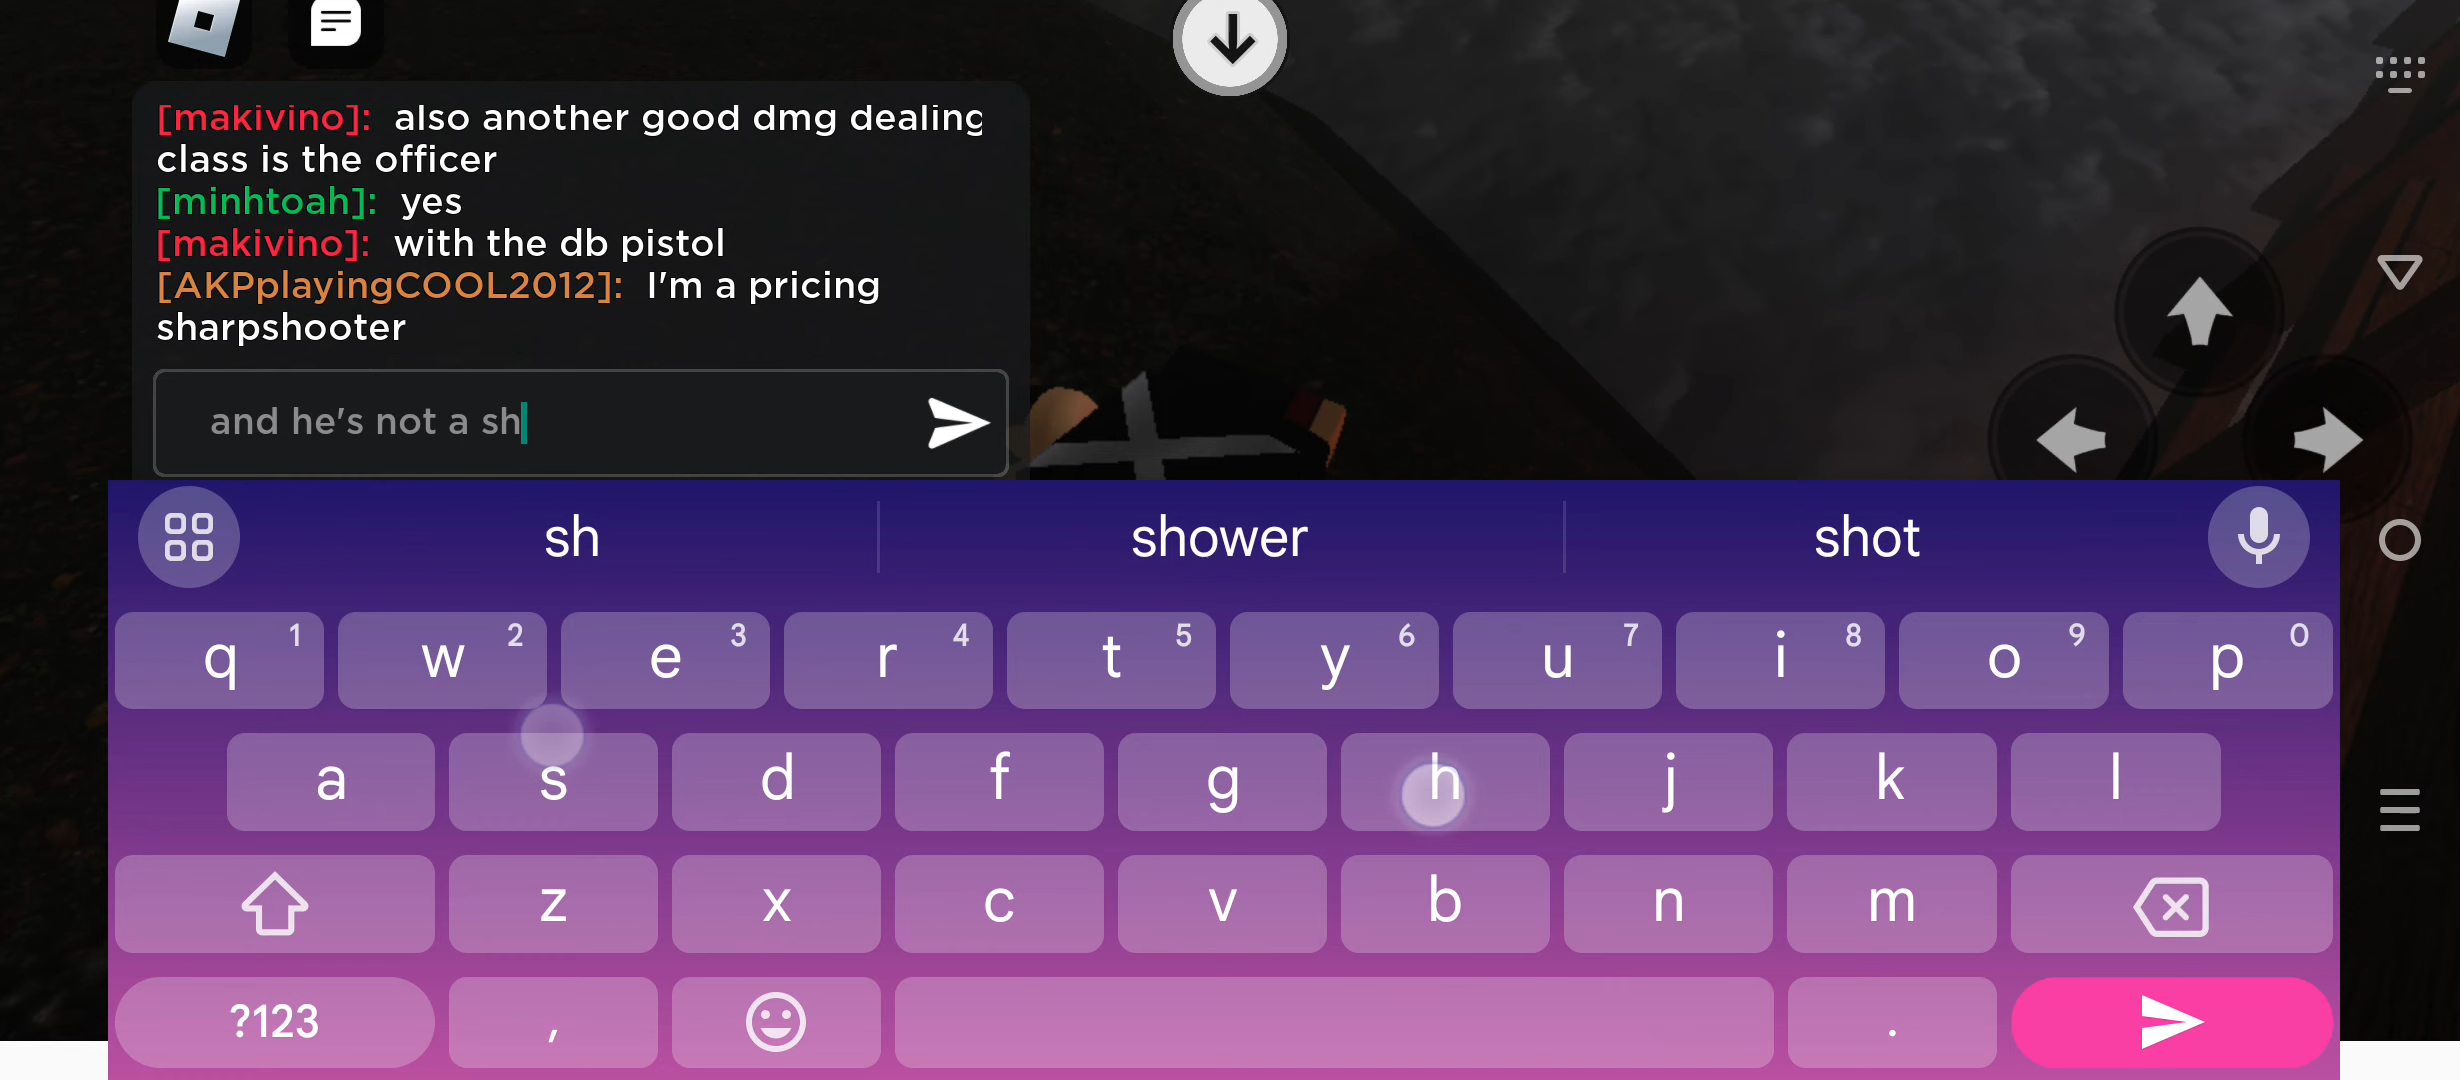 [makivino]: also another good dmg dealing
class is the officer
[minhtoah]: yes
[makivino]: with the db pistol
[AKPplayingCOOL2012]: I'm a pricing
sharpshooter
and he's not a sh
sh shower shot
q 1 w 2 e 3 r 4 t 5 y 6 u 7 i 8 o 9 p 0
a s d f g h j k l
z x c v b n m
?123 , .